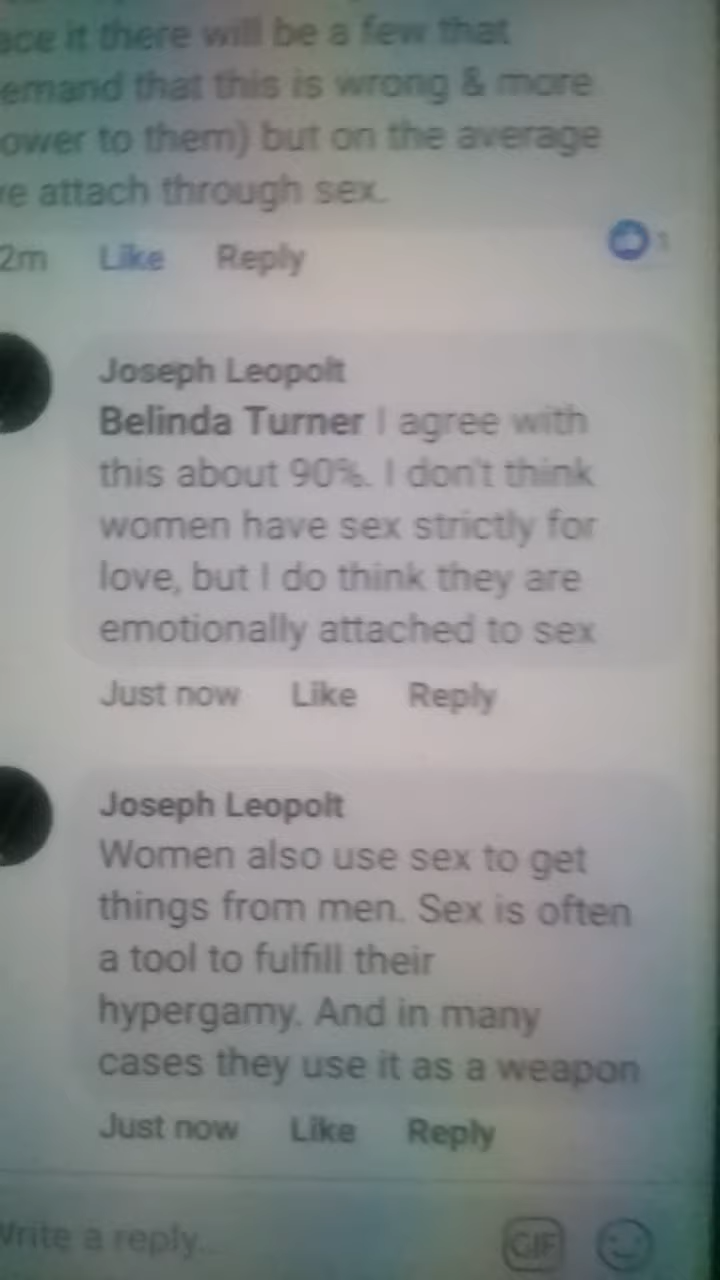 ace it there will be a few that
emand that this is wrong & more
ower to them) but on the average
ve attach through sex.
2m Like Reply 1
Joseph Leopolt
Belinda Turner I agree with
this about 90%. I don't think
women have sex strictly for
love, but I do think they are
emotionally attached to sex
Just now Like Reply
Joseph Leopolt
Women also use sex to get
things from men. Sex is often
a tool to fulfill their
hypergamy. And in many
cases they use it as a weapon
Just now Like Reply
Write a reply...
GIF